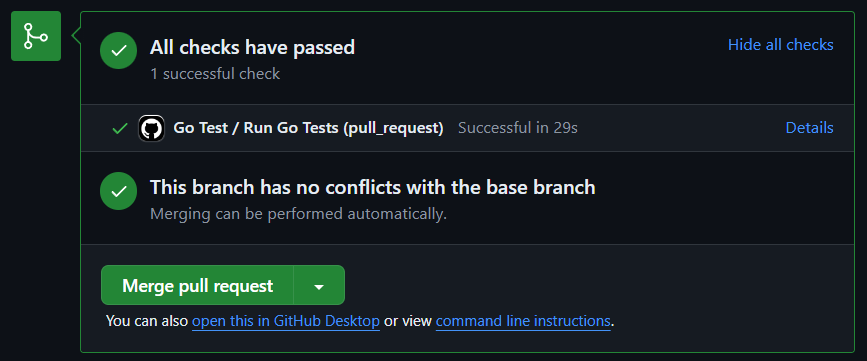 All checks have passed
Hide all checks
1 successful check
Go Test / Run Go Tests (pull_request) Successful in 29s
Details
This branch has no conflicts with the base branch
Merging can be performed automatically.
Merge pull request
You can also open this in GitHub Desktop or view command line instructions.